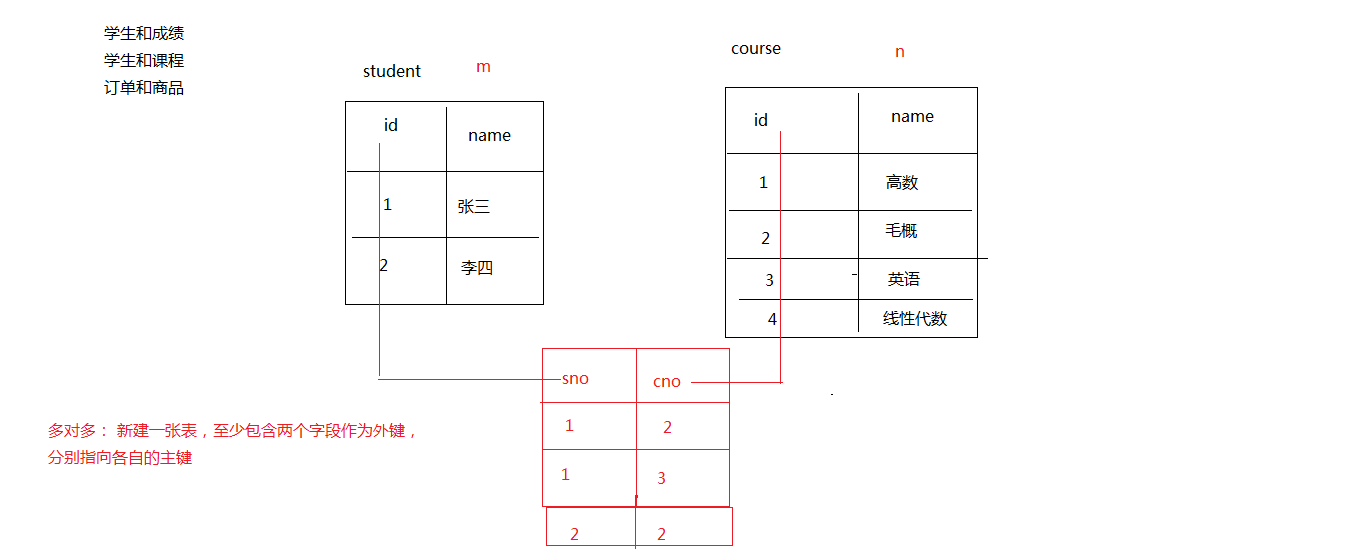 学生和成绩
学生和课程
订单和商品
student m
id name
1 张三
2 李四
course n
id name
1 高数
2 毛概
3 英语
4 线性代数
sno cno
1 2
1 3
2 2
多对多： 新建一张表，至少包含两个字段作为外键，
分别指向各自的主键